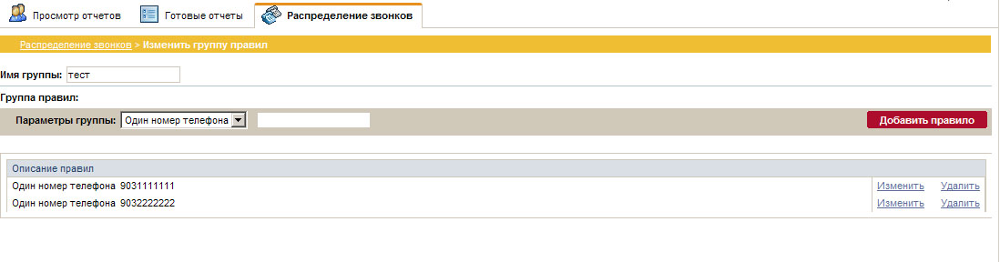 Просмотр отчетов Готовые отчеты Распределение звонков
Распределение звонков > Изменить группу правил
Имя группы: тест
Группа правил:
Параметры группы: Один номер телефона Добавить правило
Описание правил
Один номер телефона 9031111111 Изменить Удалить
Один номер телефона 9032222222 Изменить Удалить